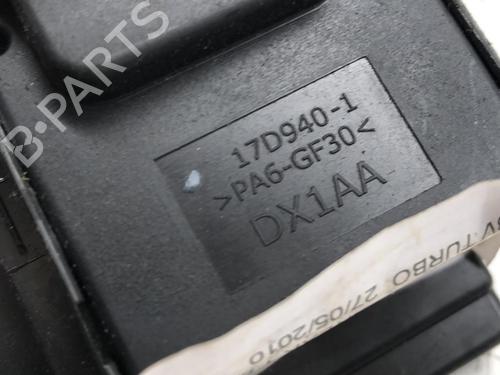 B-PARTS
17D940-1
>PA6-GF30<
DX1AA
V.TURBO 27/05/2010